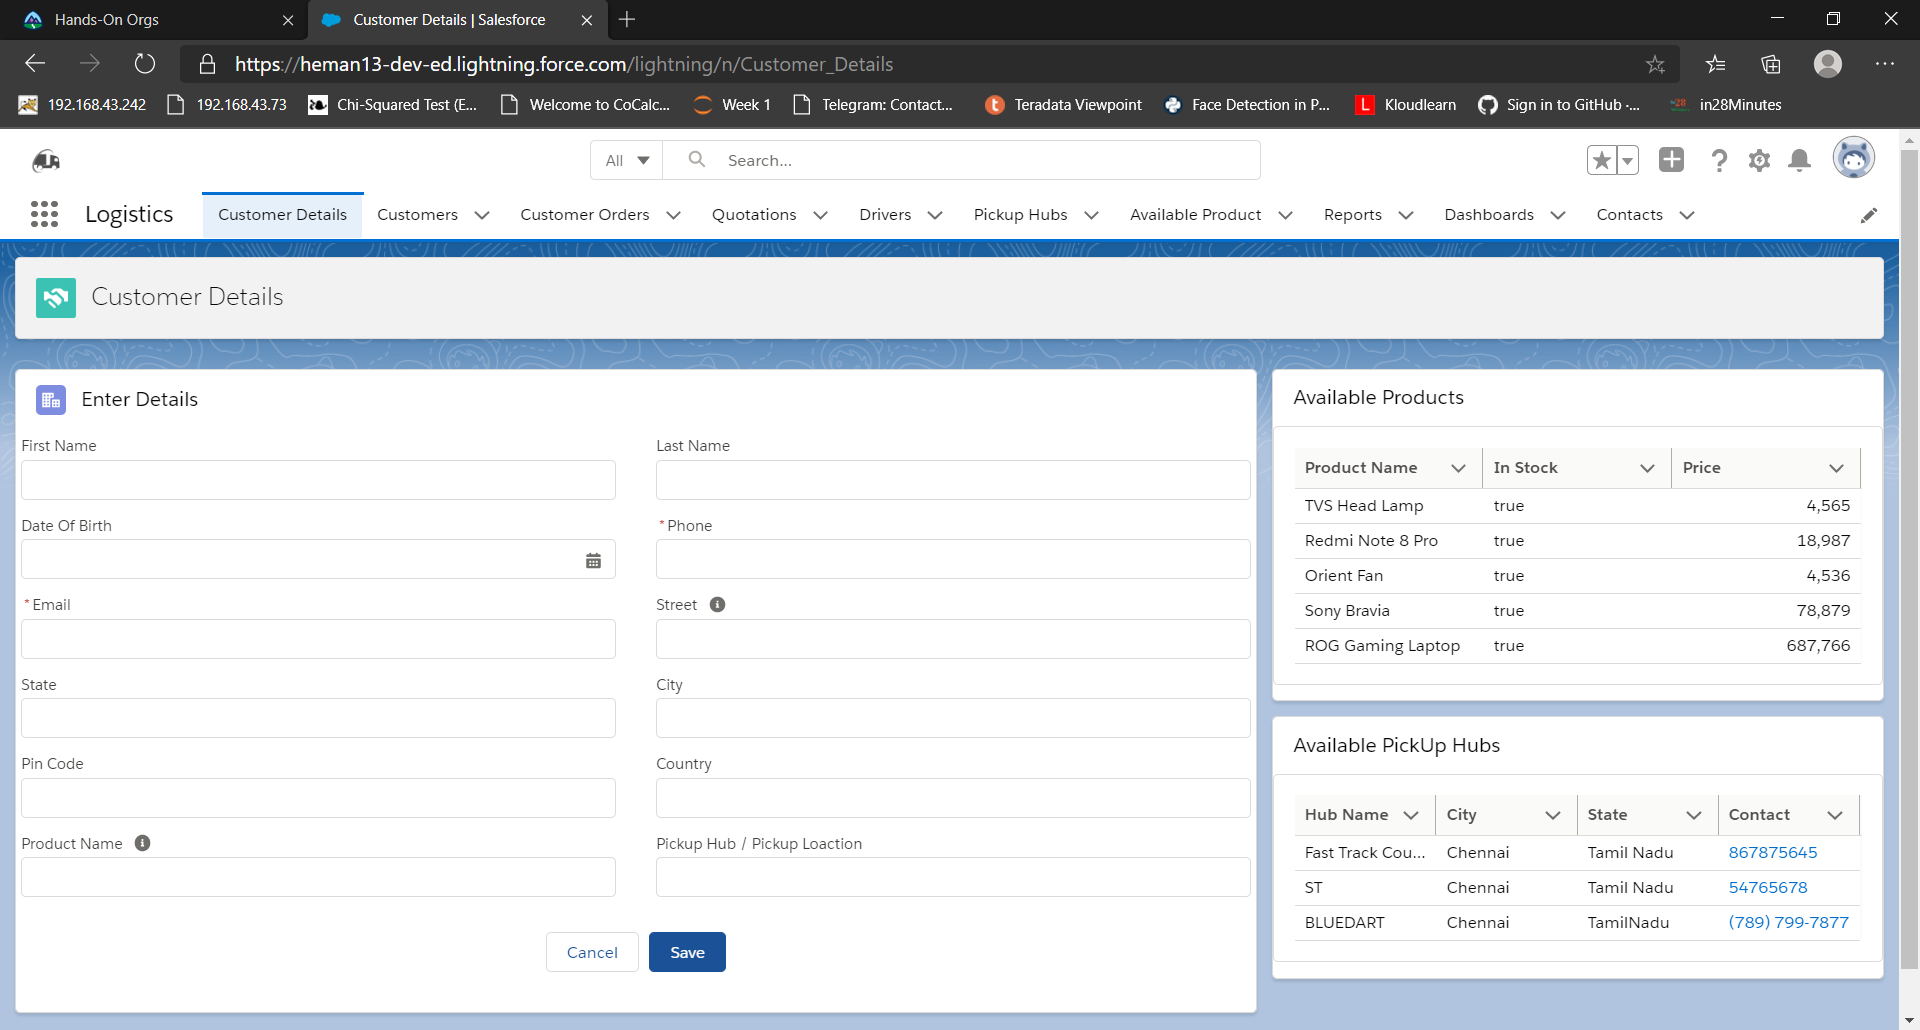 Hands-On Orgs
Customer Details | Salesforce
https://heman13-dev-ed.lightning.force.com/lightning/n/Customer_Details
192.168.43.242
192.168.43.73
Chi-Squared Test (E...
Welcome to CoCalc...
Week 1
Telegram: Contact...
Teradata Viewpoint
Face Detection in P...
L Kloudlearn
Sign in to GitHub ·...
28 in28Minutes
All
Search...
Logistics
Customer Details
Customers
Customer Orders
Quotations
Drivers
Pickup Hubs
Available Product
Reports
Dashboards
Contacts
Customer Details
Enter Details
First Name
Last Name
Date Of Birth
*Phone
*Email
Street
State
City
Pin Code
Country
Product Name
Pickup Hub / Pickup Loaction
Cancel
Save
Available Products
Product Name In Stock Price
TVS Head Lamp true 4,565
Redmi Note 8 Pro true 18,987
Orient Fan true 4,536
Sony Bravia true 78,879
ROG Gaming Laptop true 687,766
Available PickUp Hubs
Hub Name City State Contact
Fast Track Cou... Chennai Tamil Nadu 867875645
ST Chennai Tamil Nadu 54765678
BLUEDART Chennai TamilNadu (789) 799-7877